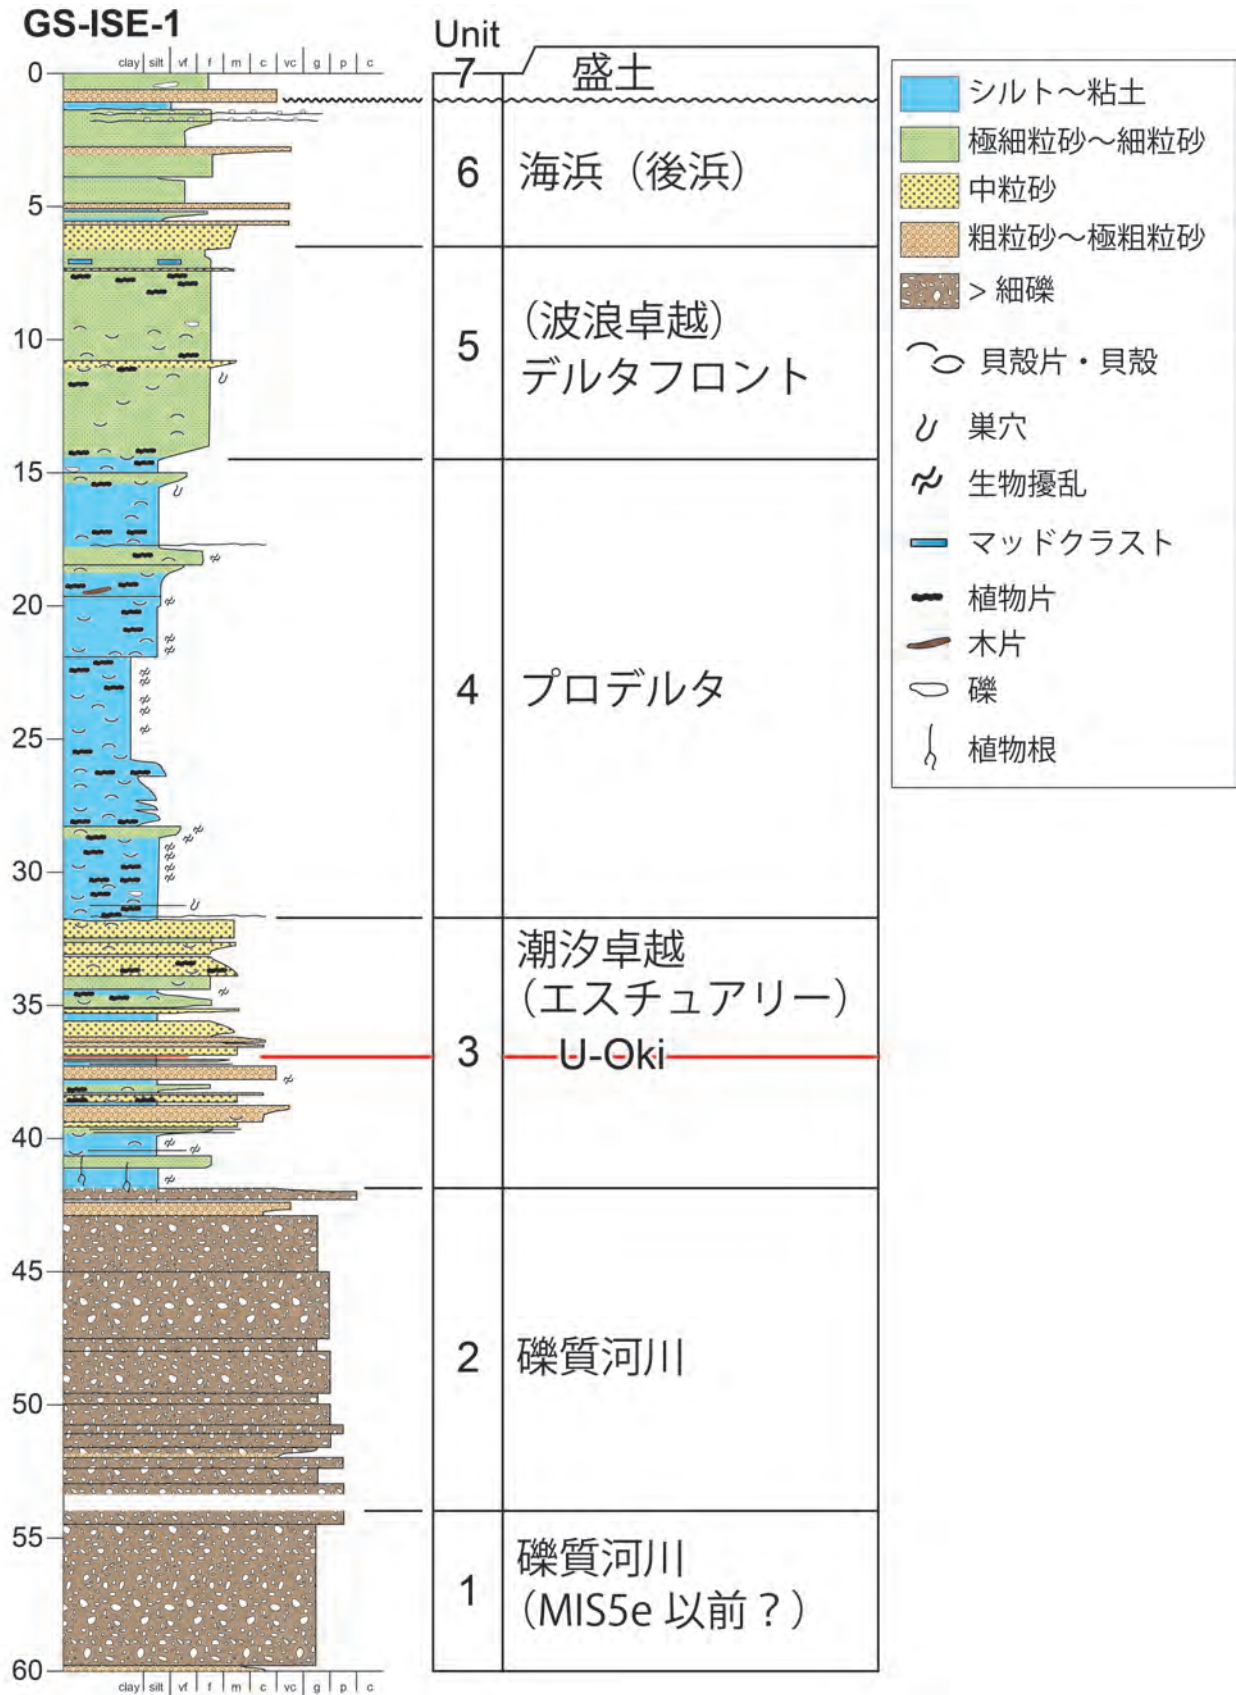 GS-ISE-1
Unit
clay silt vf f m c vc g p c
0
5
10
15
20
25
30
35
40
45
50
55
60
clay silt vf f m c vc g p c
7 盛土
6 海浜（後浜）
5 （波浪卓越）
デルタフロント
4 プロデルタ
3 潮汐卓越
（エスチュアリー）
U-Oki
2 礫質河川
1 礫質河川
（MIS5e 以前？）
シルト～粘土
極細粒砂～細粒砂
中粒砂
粗粒砂～極粗粒砂
> 細礫
貝殻片・貝殻
巣穴
生物擾乱
マッドクラスト
植物片
木片
礫
植物根